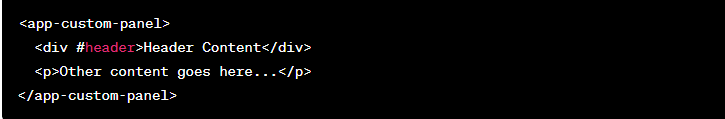 <app-custom-panel>
  <div #header>Header Content</div>
  <p>Other content goes here...</p>
</app-custom-panel>